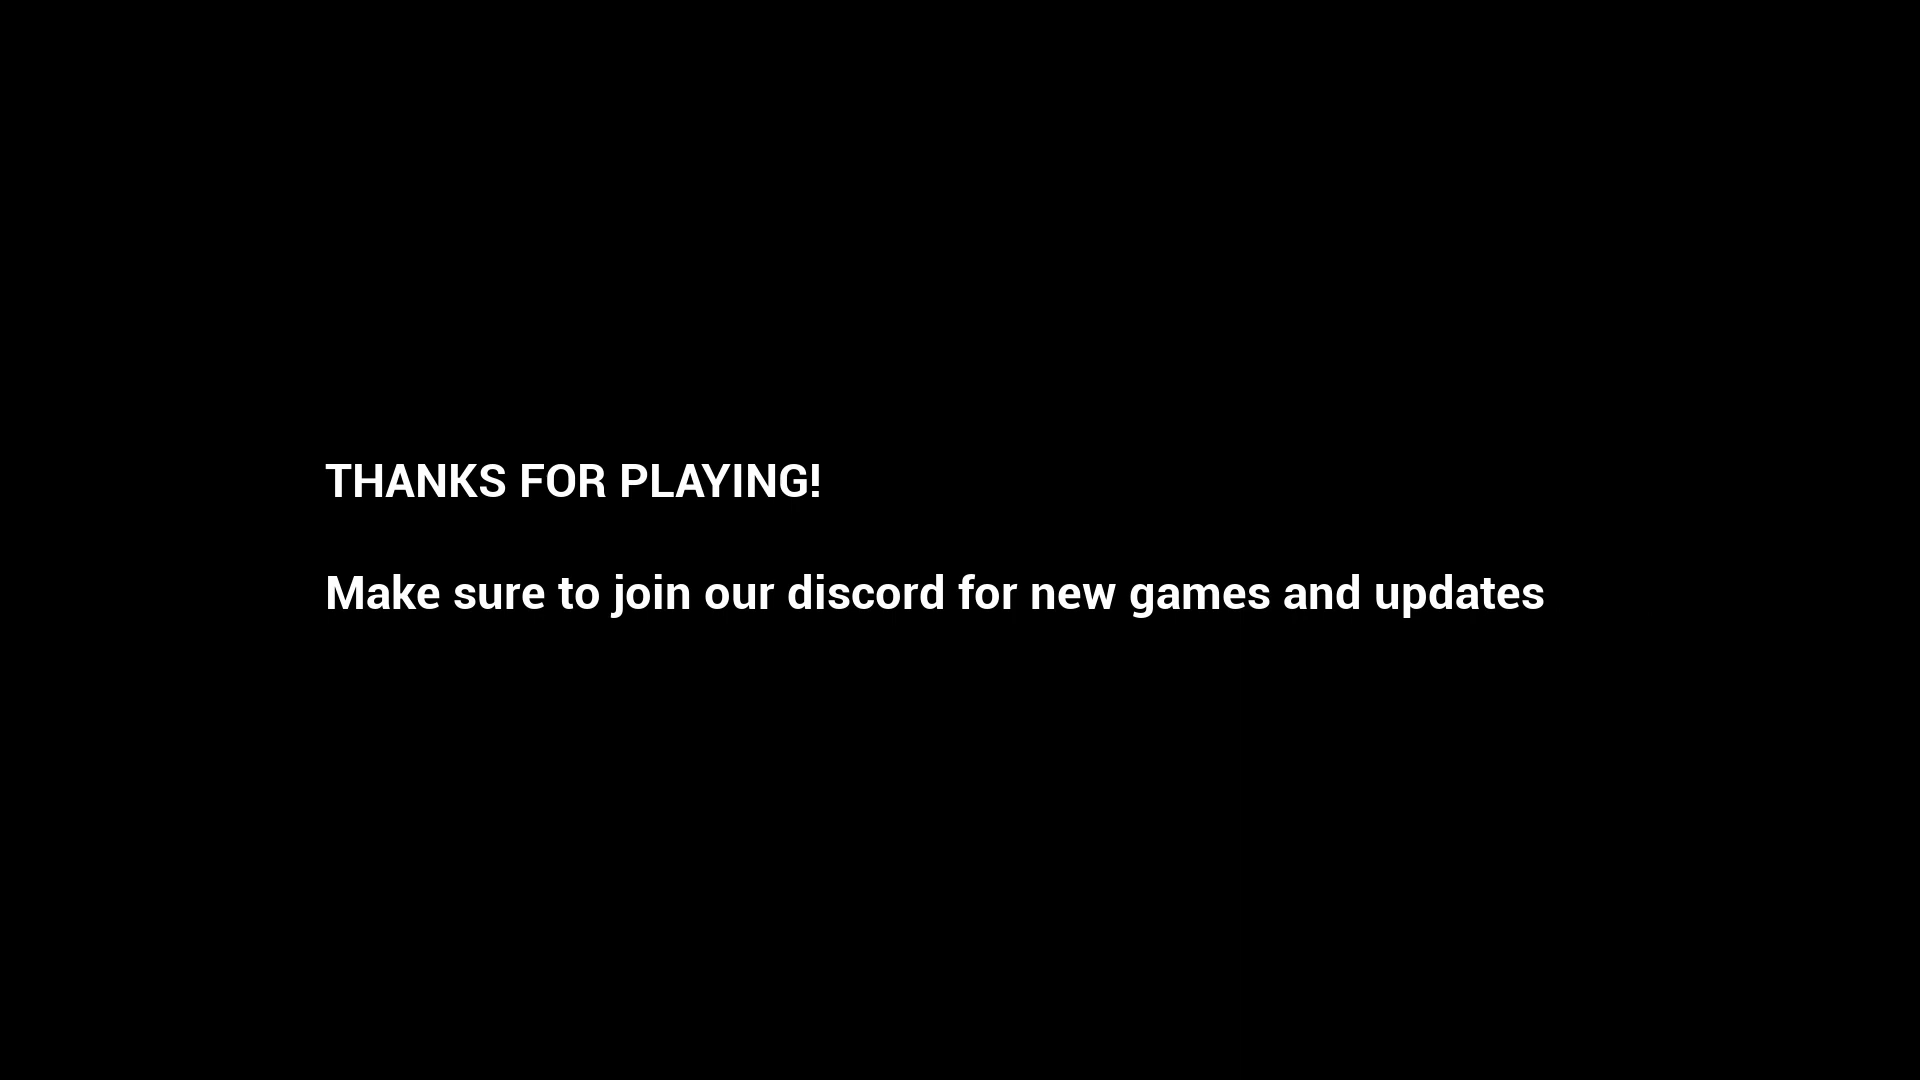 THANKS FOR PLAYING!
Make sure to join our discord for new games and updates